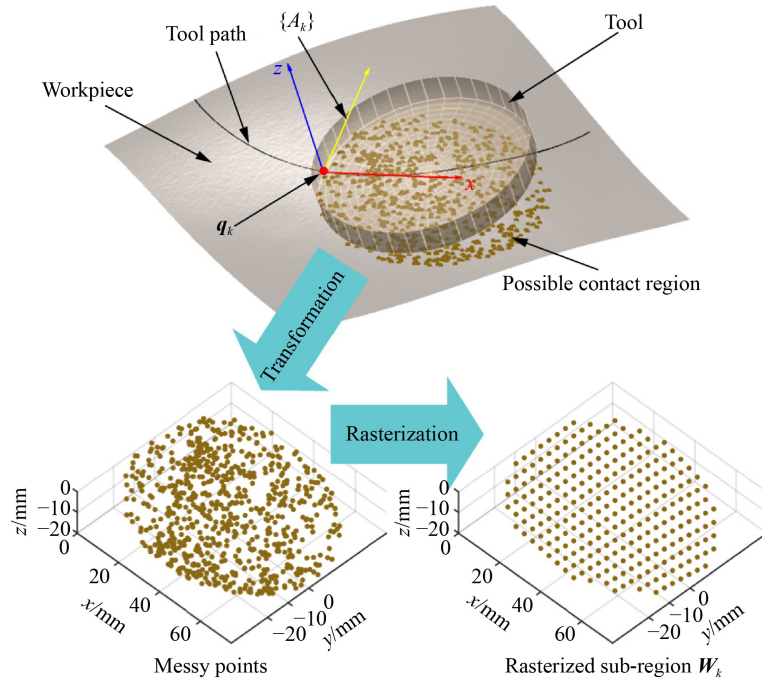 {A_k}
Tool path
Tool
Workpiece
z
x
q_k
Possible contact region
Transformation
Rasterization
0
−10
−20
z/mm
0
20
40
60
x/mm
−20
−10
0
y/mm
Messy points
0
−10
−20
z/mm
0
20
40
60
x/mm
−20
−10
0
y/mm
Rasterized sub-region W_k